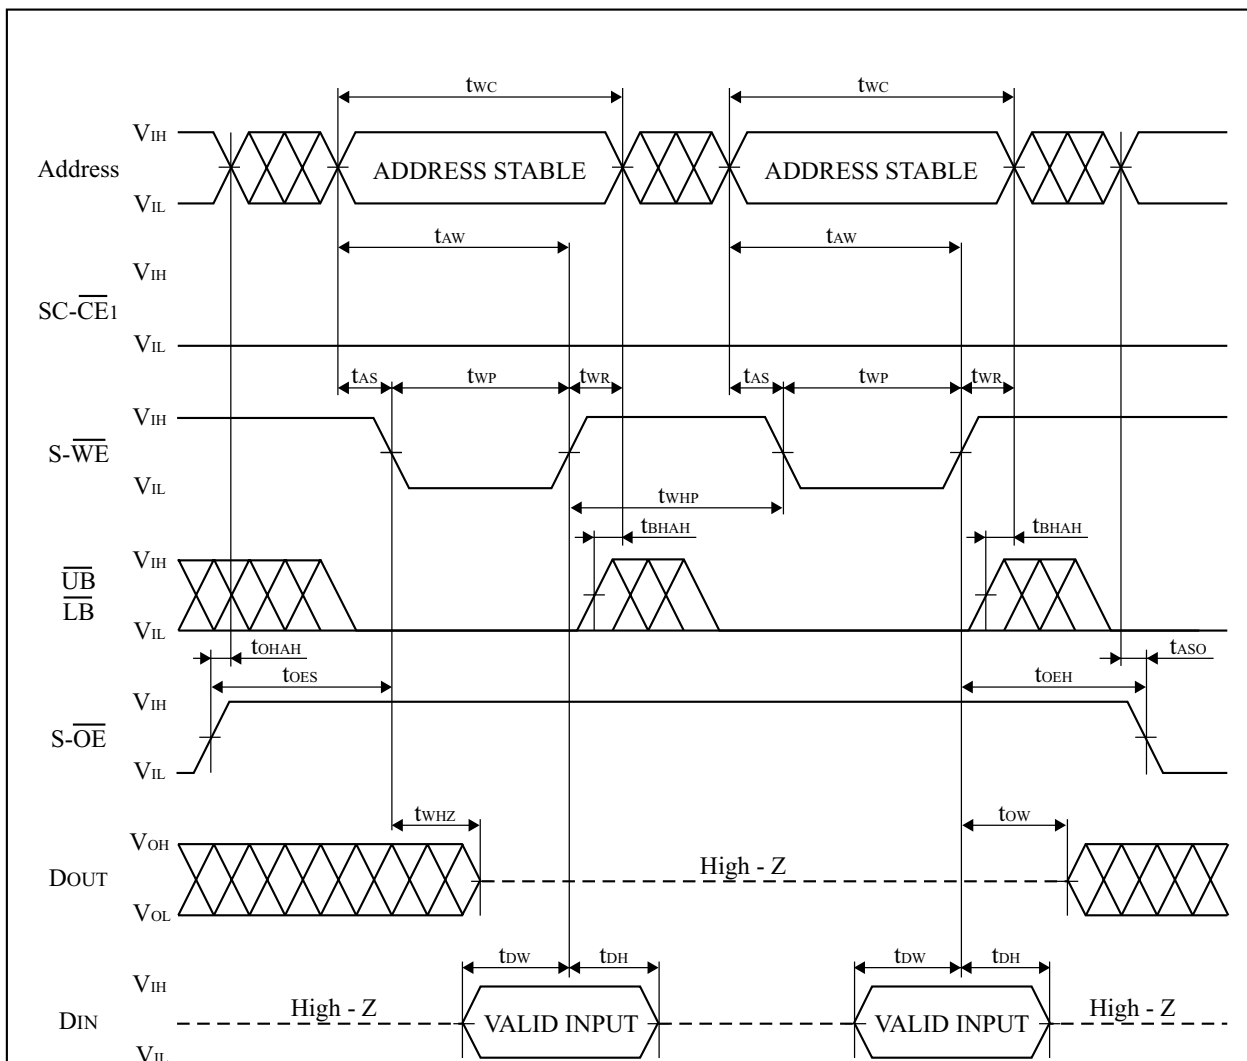 tWC tWC
VIH
Address ADDRESS STABLE ADDRESS STABLE
VIL
tAW tAW
VIH
SC-CE1
VIL
tAS tWP tWR tAS tWP tWR
VIH
S-WE
VIL
tWHP
tBHAH tBHAH
VIH
UB
LB
VIL
tOHAH tASO
tOES tOEH
VIH
S-OE
VIL
tWHZ tOW
VOH
DOUT High - Z
VOL
tDW tDH tDW tDH
VIH
High - Z High - Z
DIN VALID INPUT VALID INPUT
VIL